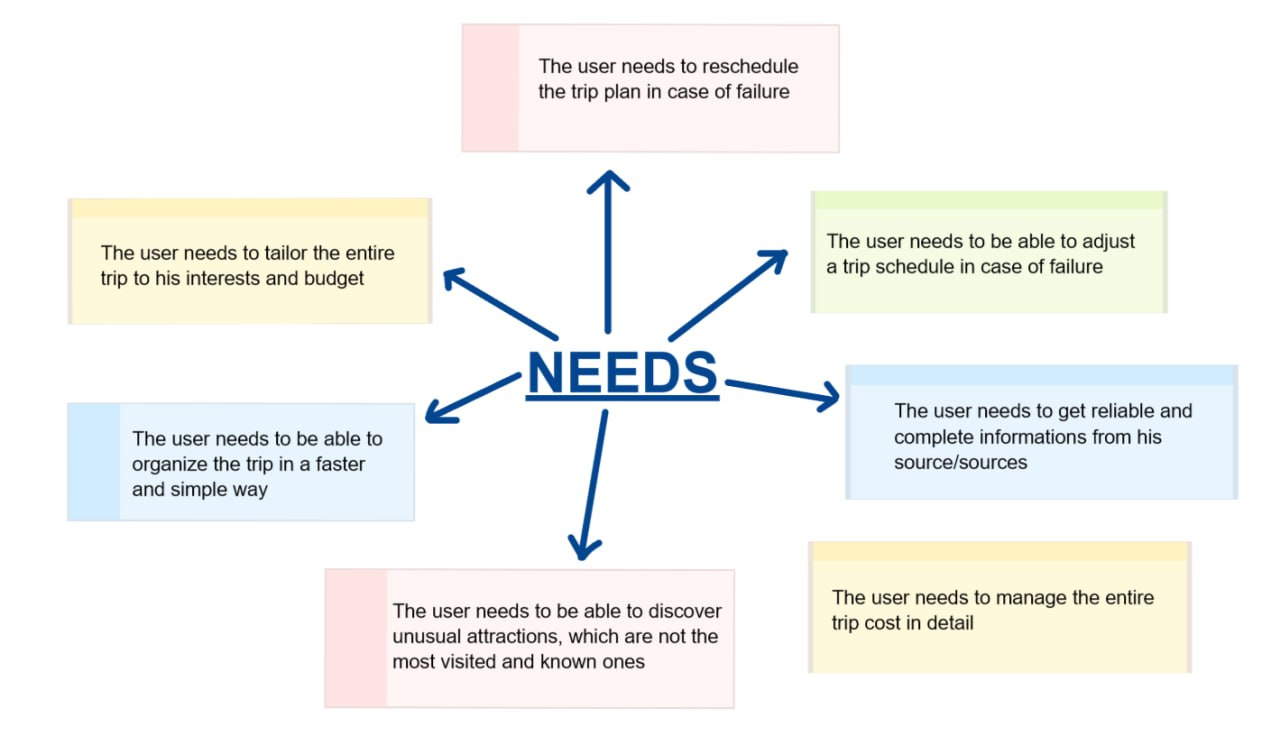 The user needs to reschedule
the trip plan in case of failure
The user needs to tailor the entire
trip to his interests and budget
The user needs to be able to adjust
a trip schedule in case of failure
NEEDS
The user needs to be able to
organize the trip in a faster
and simple way
The user needs to get reliable and
complete informations from his
source/sources
The user needs to be able to discover
unusual attractions, which are not the
most visited and known ones
The user needs to manage the entire
trip cost in detail